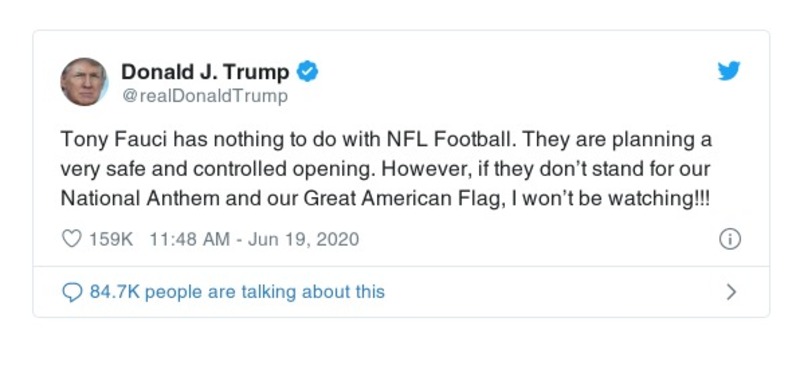 Donald J. Trump
@realDonaldTrump
Tony Fauci has nothing to do with NFL Football. They are planning a
very safe and controlled opening. However, if they don’t stand for our
National Anthem and our Great American Flag, I won’t be watching!!!
159K 11:48 AM - Jun 19, 2020
84.7K people are talking about this